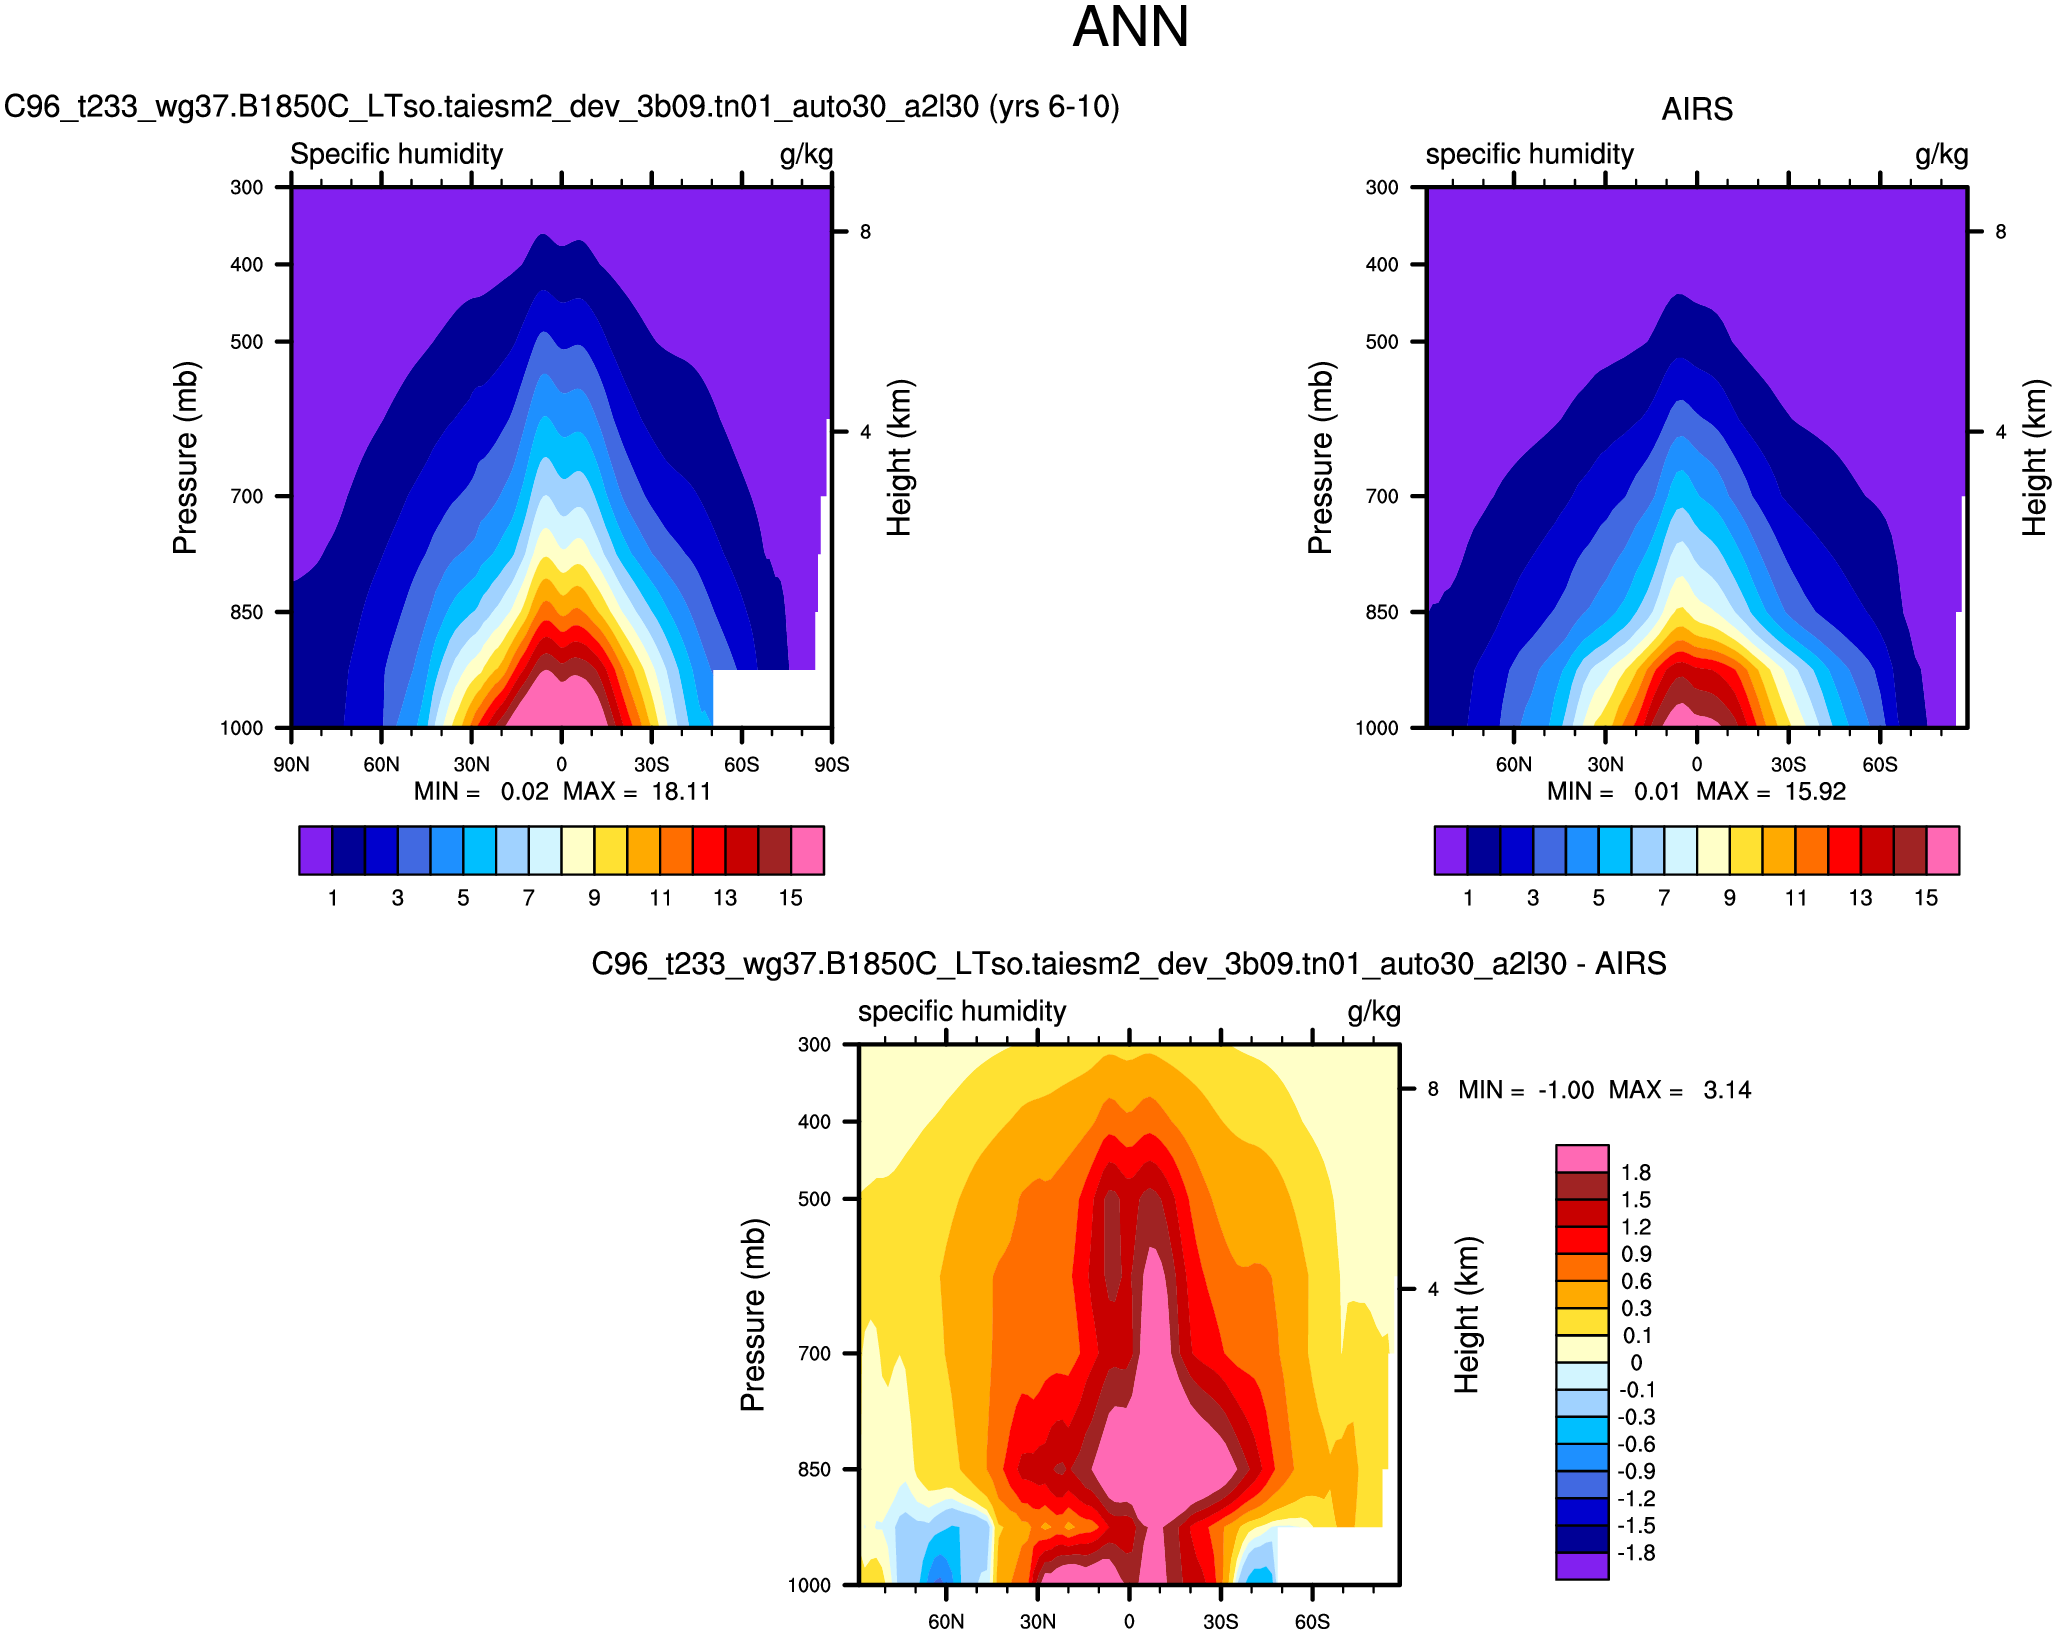 ANN
C96_t233_wg37.B1850C_LTso.taiesm2_dev_3b09.tn01_auto30_a2l30 (yrs 6-10)
Specific humidity g/kg
300
400
500
700
850
1000
Pressure (mb)
8
4
Height (km)
90N 60N 30N 0 30S 60S 90S
MIN = 0.02 MAX = 18.11
1 3 5 7 9 11 13 15
AIRS
specific humidity g/kg
300
400
500
700
850
1000
Pressure (mb)
8
4
Height (km)
60N 30N 0 30S 60S
MIN = 0.01 MAX = 15.92
1 3 5 7 9 11 13 15
C96_t233_wg37.B1850C_LTso.taiesm2_dev_3b09.tn01_auto30_a2l30 - AIRS
specific humidity g/kg
300
400
500
700
850
1000
Pressure (mb)
8
4
Height (km)
60N 30N 0 30S 60S
MIN = -1.00 MAX = 3.14
1.8
1.5
1.2
0.9
0.6
0.3
0.1
0
-0.1
-0.3
-0.6
-0.9
-1.2
-1.5
-1.8